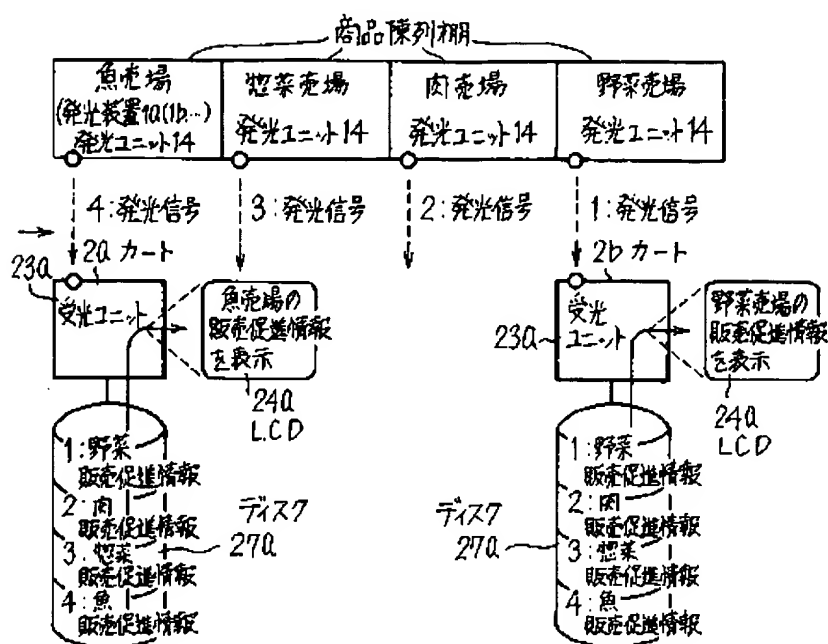 商品陳列棚
魚売場
(発光装置1a(1b…)
発光ユニット14
惣菜売場
発光ユニット14
肉売場
発光ユニット14
野菜売場
発光ユニット14
4:発光信号
3:発光信号
2:発光信号
1:発光信号
2a カート
23a
受光ユニット
魚売場の
販売促進情報
を表示
24a
LCD
2b カート
23a
受光
ユニット
野菜売場の
販売促進情報
を表示
24a
LCD
1:野菜
販売促進情報
2:肉
販売促進情報
3:惣菜
販売促進情報
4:魚
販売促進情報
ディスク
27a
ディスク
27a
1:野菜
販売促進情報
2:肉
販売促進情報
3:惣菜
販売促進情報
4:魚
販売促進情報